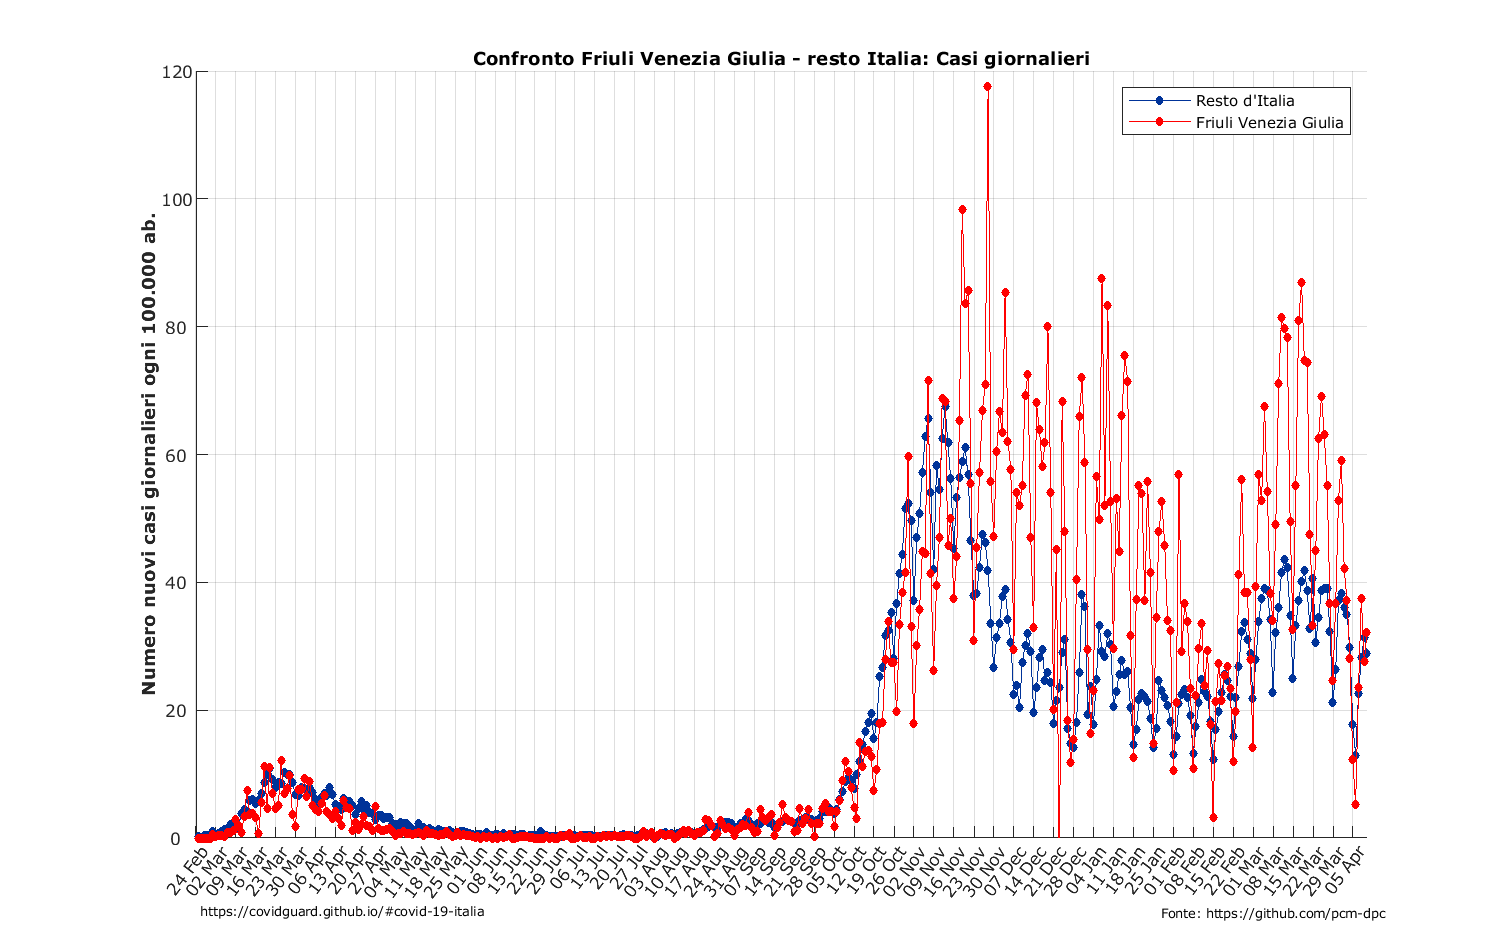 Confronto Friuli Venezia Giulia - resto Italia: Casi giornalieri
Resto d'Italia
Friuli Venezia Giulia
Numero nuovi casi giornalieri ogni 100.000 ab.
120
100
80
60
40
20
0
24 Feb
02 Mar
09 Mar
16 Mar
23 Mar
30 Mar
06 Apr
13 Apr
20 Apr
27 Apr
04 May
11 May
18 May
25 May
01 Jun
08 Jun
15 Jun
22 Jun
29 Jun
06 Jul
13 Jul
20 Jul
27 Jul
03 Aug
10 Aug
17 Aug
24 Aug
31 Aug
07 Sep
14 Sep
21 Sep
28 Sep
05 Oct
12 Oct
19 Oct
26 Oct
02 Nov
09 Nov
16 Nov
23 Nov
30 Nov
07 Dec
14 Dec
21 Dec
28 Dec
04 Jan
11 Jan
18 Jan
25 Jan
01 Feb
08 Feb
15 Feb
22 Feb
01 Mar
08 Mar
15 Mar
22 Mar
29 Mar
05 Apr
https://covidguard.github.io/#covid-19-italia
Fonte: https://github.com/pcm-dpc